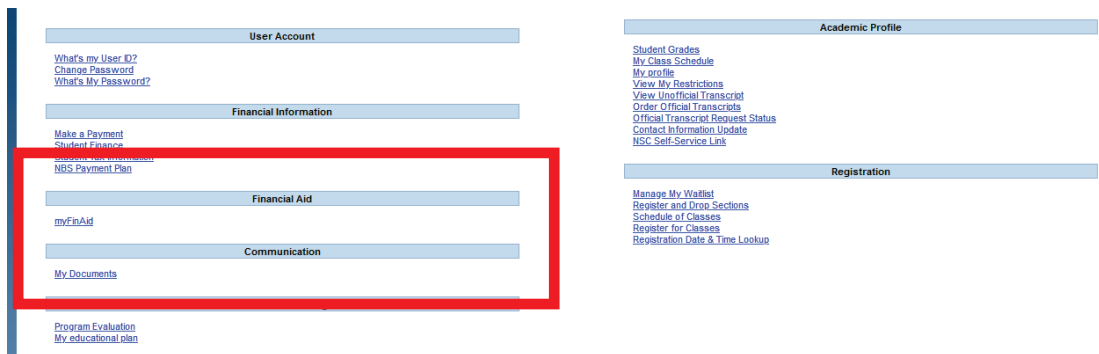 User Account
What's my User ID?
Change Password
What's My Password?
Financial Information
Make a Payment
Student Finance
Student Tax Information
NBS Payment Plan
Financial Aid
myFinAid
Communication
My Documents
Program Evaluation
My educational plan
Academic Profile
Student Grades
My Class Schedule
My profile
View My Restrictions
View Unofficial Transcript
Order Official Transcripts
Official Transcript Request Status
Contact Information Update
NSC Self-Service Link
Registration
Manage My Waitlist
Register and Drop Sections
Schedule of Classes
Register for Classes
Registration Date & Time Lookup